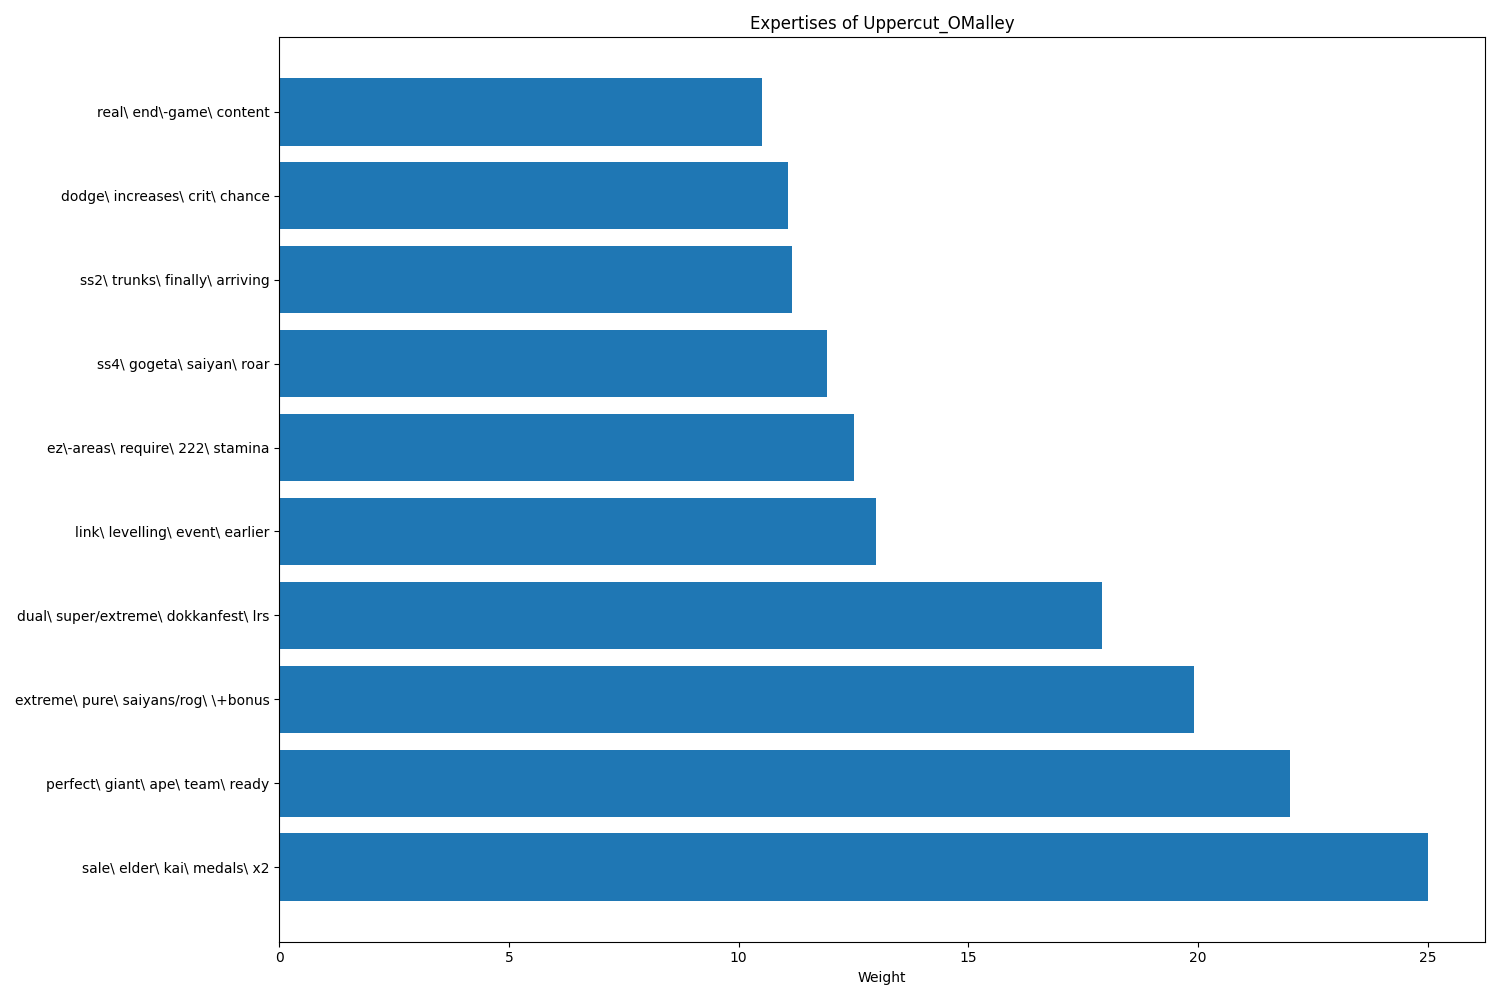 Expertises of Uppercut_OMalley
real\ end\-game\ content
dodge\ increases\ crit\ chance
ss2\ trunks\ finally\ arriving
ss4\ gogeta\ saiyan\ roar
ez\-areas\ require\ 222\ stamina
link\ levelling\ event\ earlier
dual\ super/extreme\ dokkanfest\ lrs
extreme\ pure\ saiyans/rog\ \+bonus
perfect\ giant\ ape\ team\ ready
sale\ elder\ kai\ medals\ x2
0 5 10 15 20 25
Weight